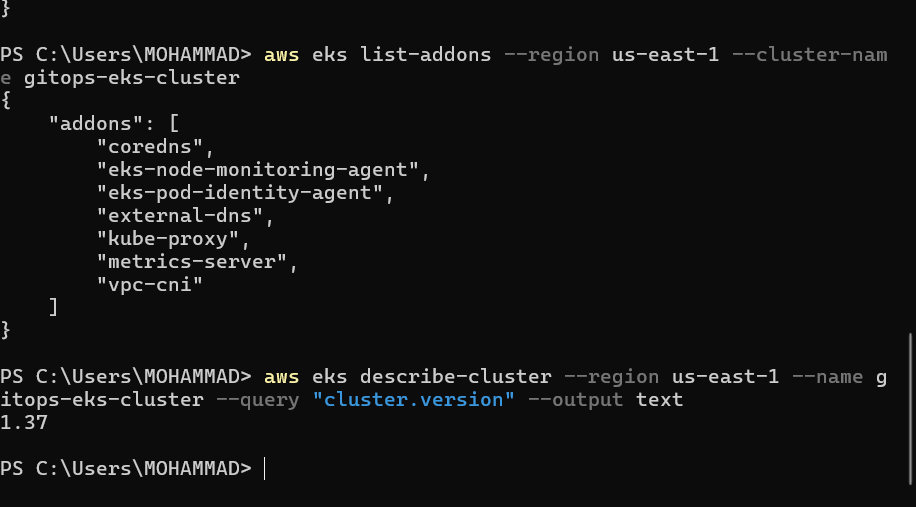 }
PS C:\Users\MOHAMMAD> aws eks list-addons --region us-east-1 --cluster-nam
e gitops-eks-cluster
{
    "addons": [
        "coredns",
        "eks-node-monitoring-agent",
        "eks-pod-identity-agent",
        "external-dns",
        "kube-proxy",
        "metrics-server",
        "vpc-cni"
    ]
}
PS C:\Users\MOHAMMAD> aws eks describe-cluster --region us-east-1 --name g
itops-eks-cluster --query "cluster.version" --output text
1.37
PS C:\Users\MOHAMMAD>